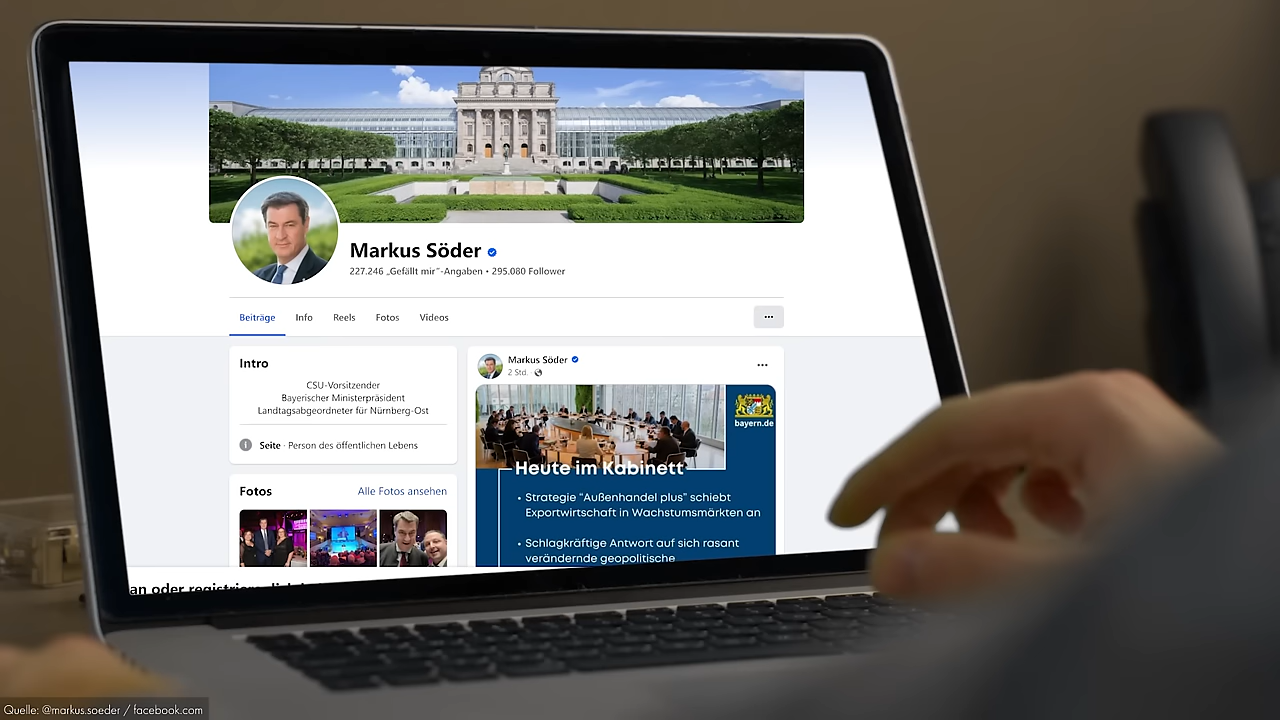 Markus Söder
227.246 „Gefällt mir“-Angaben • 295.080 Follower
Beiträge Info Reels Fotos Videos
Intro
CSU-Vorsitzender
Bayerischer Ministerpräsident
Landtagsabgeordneter für Nürnberg-Ost
Seite · Person des öffentlichen Lebens
Fotos Alle Fotos ansehen
Markus Söder
2 Std. ·
bayern.de
Heute im Kabinett
• Strategie "Außenhandel plus" schiebt
Exportwirtschaft in Wachstumsmärkten an
• Schlagkräftige Antwort auf sich rasant
verändernde geopolitische
an oder
Quelle: @markus.soeder / facebook.com